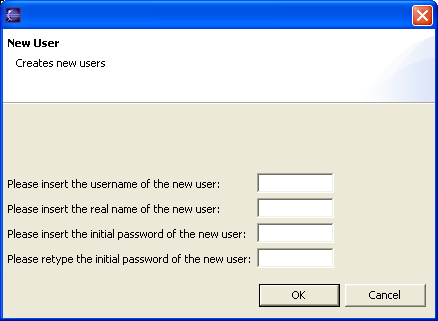 New User
Creates new users
Please insert the username of the new user:
Please insert the real name of the new user:
Please insert the initial password of the new user:
Please retype the initial password of the new user:
OK Cancel